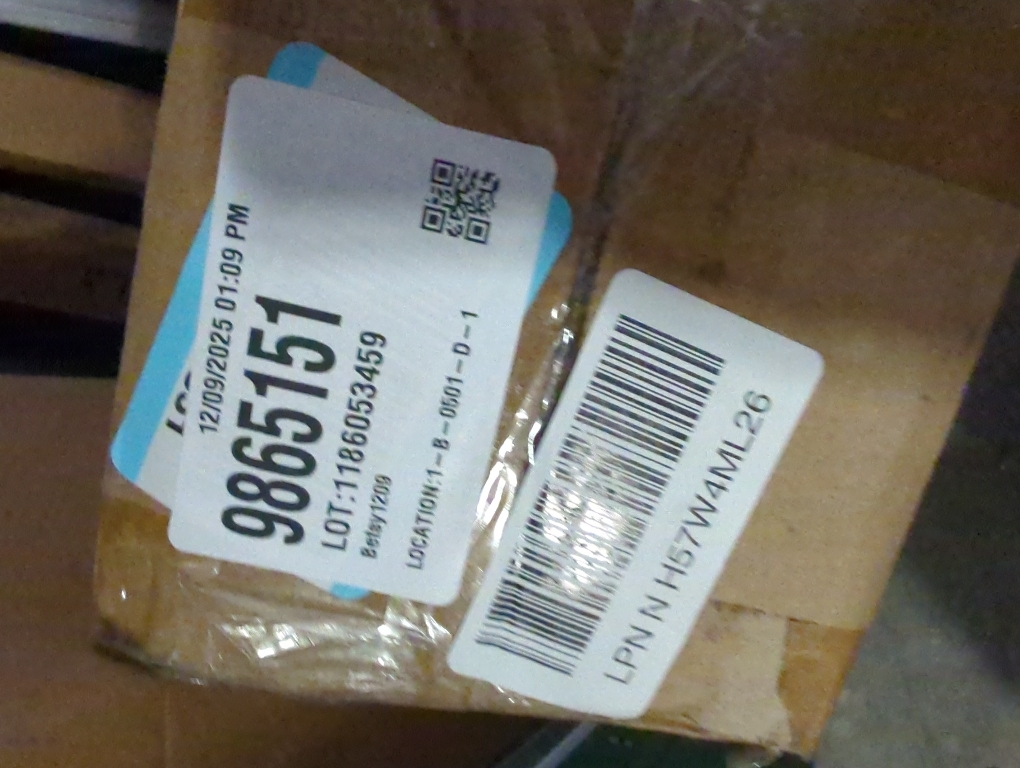 12/09/2025 01:09 PM
9865151
LOT:1186053459
Betsy1209
LOCATION:1-B-0501-D-1
LPN N H57W4ML26